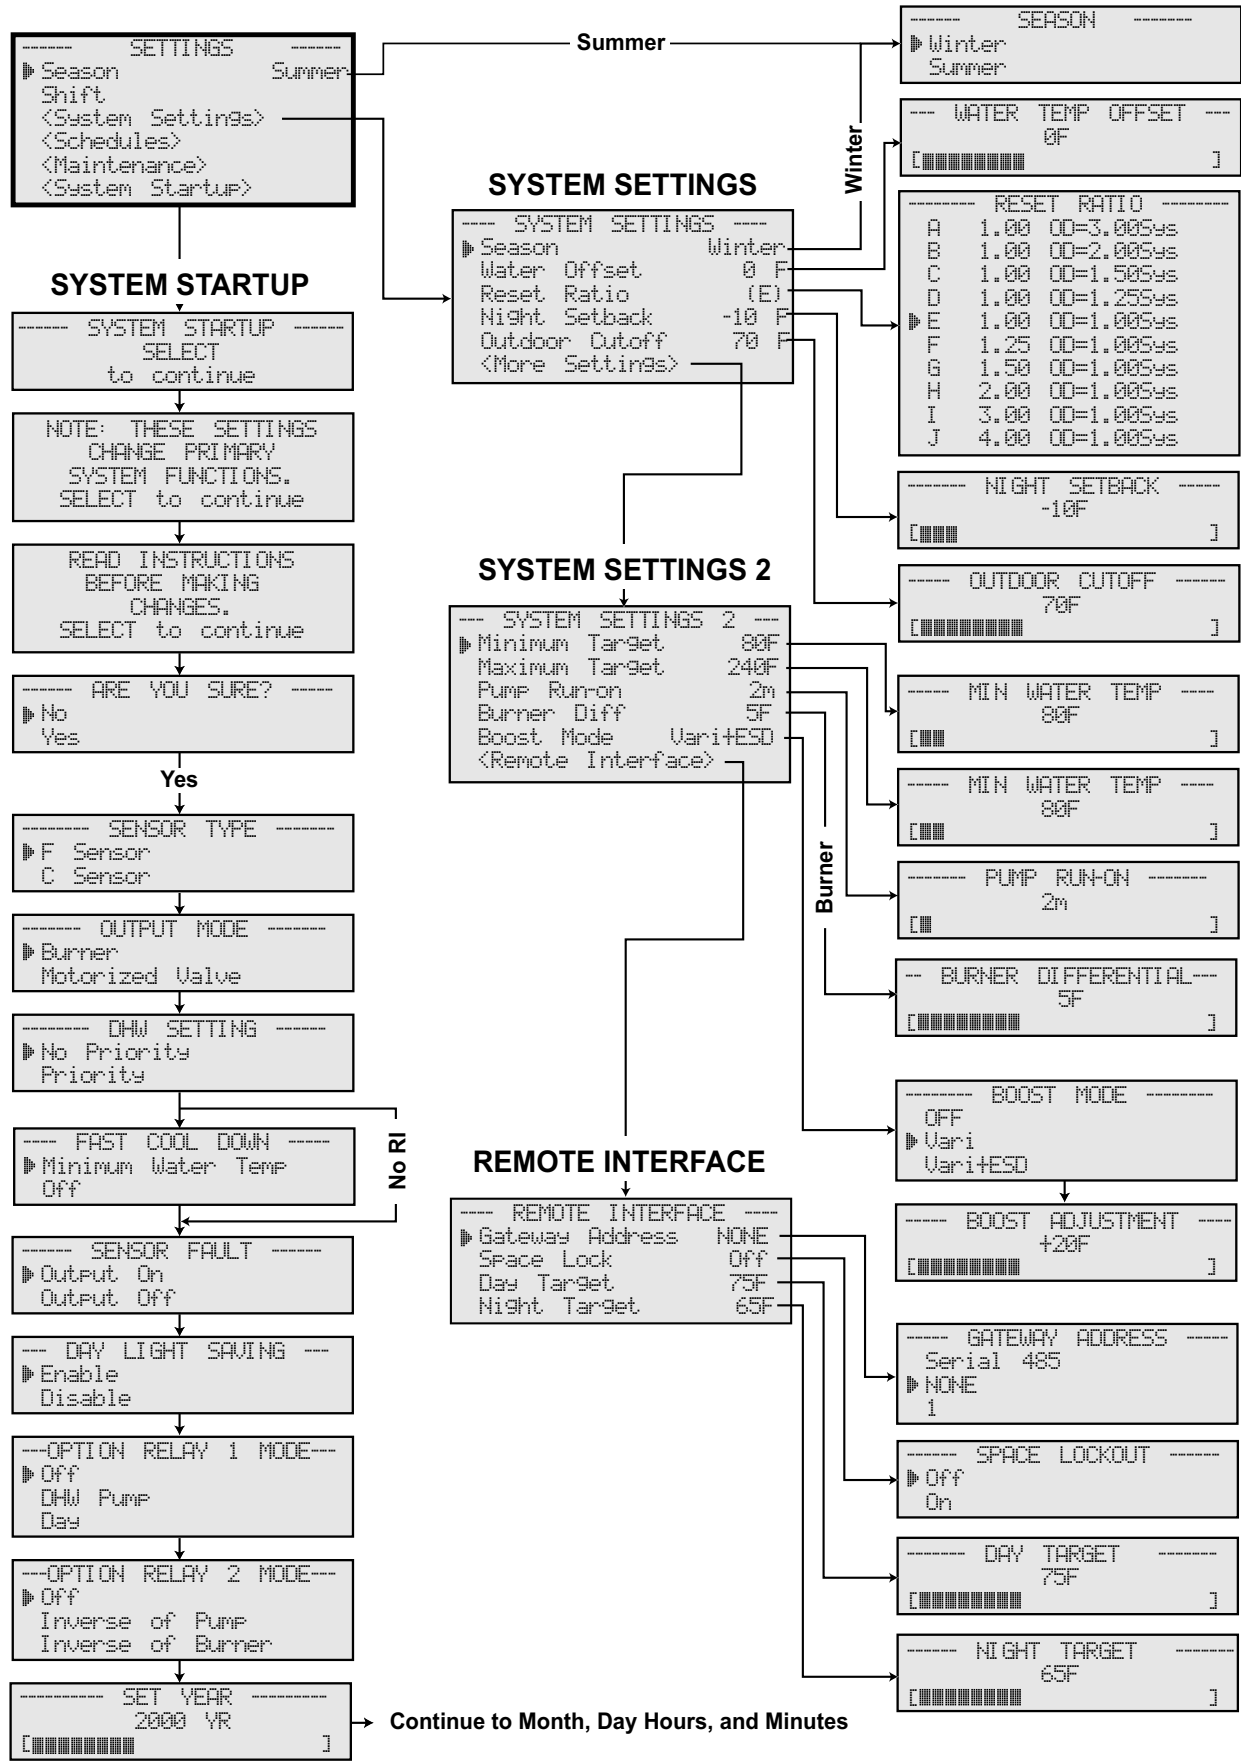 ------ SETTINGS ------
Season Summer
Shift
<System Settings>
<Schedules>
<Maintenance>
<System Startup>
SYSTEM STARTUP
------ SYSTEM STARTUP ------
SELECT
to continue
NOTE: THESE SETTINGS
CHANGE PRIMARY
SYSTEM FUNCTIONS.
SELECT to continue
READ INSTRUCTIONS
BEFORE MAKING
CHANGES.
SELECT to continue
------ ARE YOU SURE? -----
No
Yes
Yes
-------- SENSOR TYPE -------
F Sensor
C Sensor
------- OUTPUT MODE -------
Burner
Motorized Valve
-------- DHW SETTING ------
No Priority
Priority
---- FAST COOL DOWN -----
Minimum Water Temp
Off
No RI
------ SENSOR FAULT ------
Output On
Output Off
--- DAY LIGHT SAVING ---
Enable
Disable
---OPTION RELAY 1 MODE---
Off
DHW Pump
Day
---OPTION RELAY 2 MODE---
Off
Inverse of Pump
Inverse of Burner
---------- SET YEAR ---------
2000 YR
[ ]
Continue to Month, Day Hours, and Minutes
Summer
Winter
SYSTEM SETTINGS
---- SYSTEM SETTINGS ----
Season Winter
Water Offset 0 F
Reset Ratio (E)
Night Setback -10 F
Outdoor Cutoff 70 F
<More Settings>
SYSTEM SETTINGS 2
--- SYSTEM SETTINGS 2 ---
Minimum Target 80F
Maximum Target 240F
Pump Run-on 2m
Burner Diff 5F
Boost Mode Vari+ESD
<Remote Interface>
Burner
REMOTE INTERFACE
---- REMOTE INTERFACE ----
Gateway Address NONE
Space Lock Off
Day Target 75F
Night Target 65F
------ SEASON -------
Winter
Summer
--- WATER TEMP OFFSET ---
0F
[ ]
-------- RESET RATIO --------
A 1.00 OD=3.00Sys
B 1.00 OD=2.00Sys
C 1.00 OD=1.50Sys
D 1.00 OD=1.25Sys
E 1.00 OD=1.00Sys
F 1.25 OD=1.00Sys
G 1.50 OD=1.00Sys
H 2.00 OD=1.00Sys
I 3.00 OD=1.00Sys
J 4.00 OD=1.00Sys
------- NIGHT SETBACK -----
-10F
[ ]
----- OUTDOOR CUTOFF ------
70F
[ ]
----- MIN WATER TEMP ----
80F
[ ]
----- MIN WATER TEMP ----
80F
[ ]
------- PUMP RUN-ON -------
2m
[ ]
-- BURNER DIFFERENTIAL---
5F
[ ]
-------- BOOST MODE --------
OFF
Vari
Vari+ESD
----- BOOST ADJUSTMENT ----
+20F
[ ]
----- GATEWAY ADDRESS -----
Serial 485
NONE
1
------ SPACE LOCKOUT ------
Off
On
------- DAY TARGET -------
75F
[ ]
------ NIGHT TARGET -------
65F
[ ]